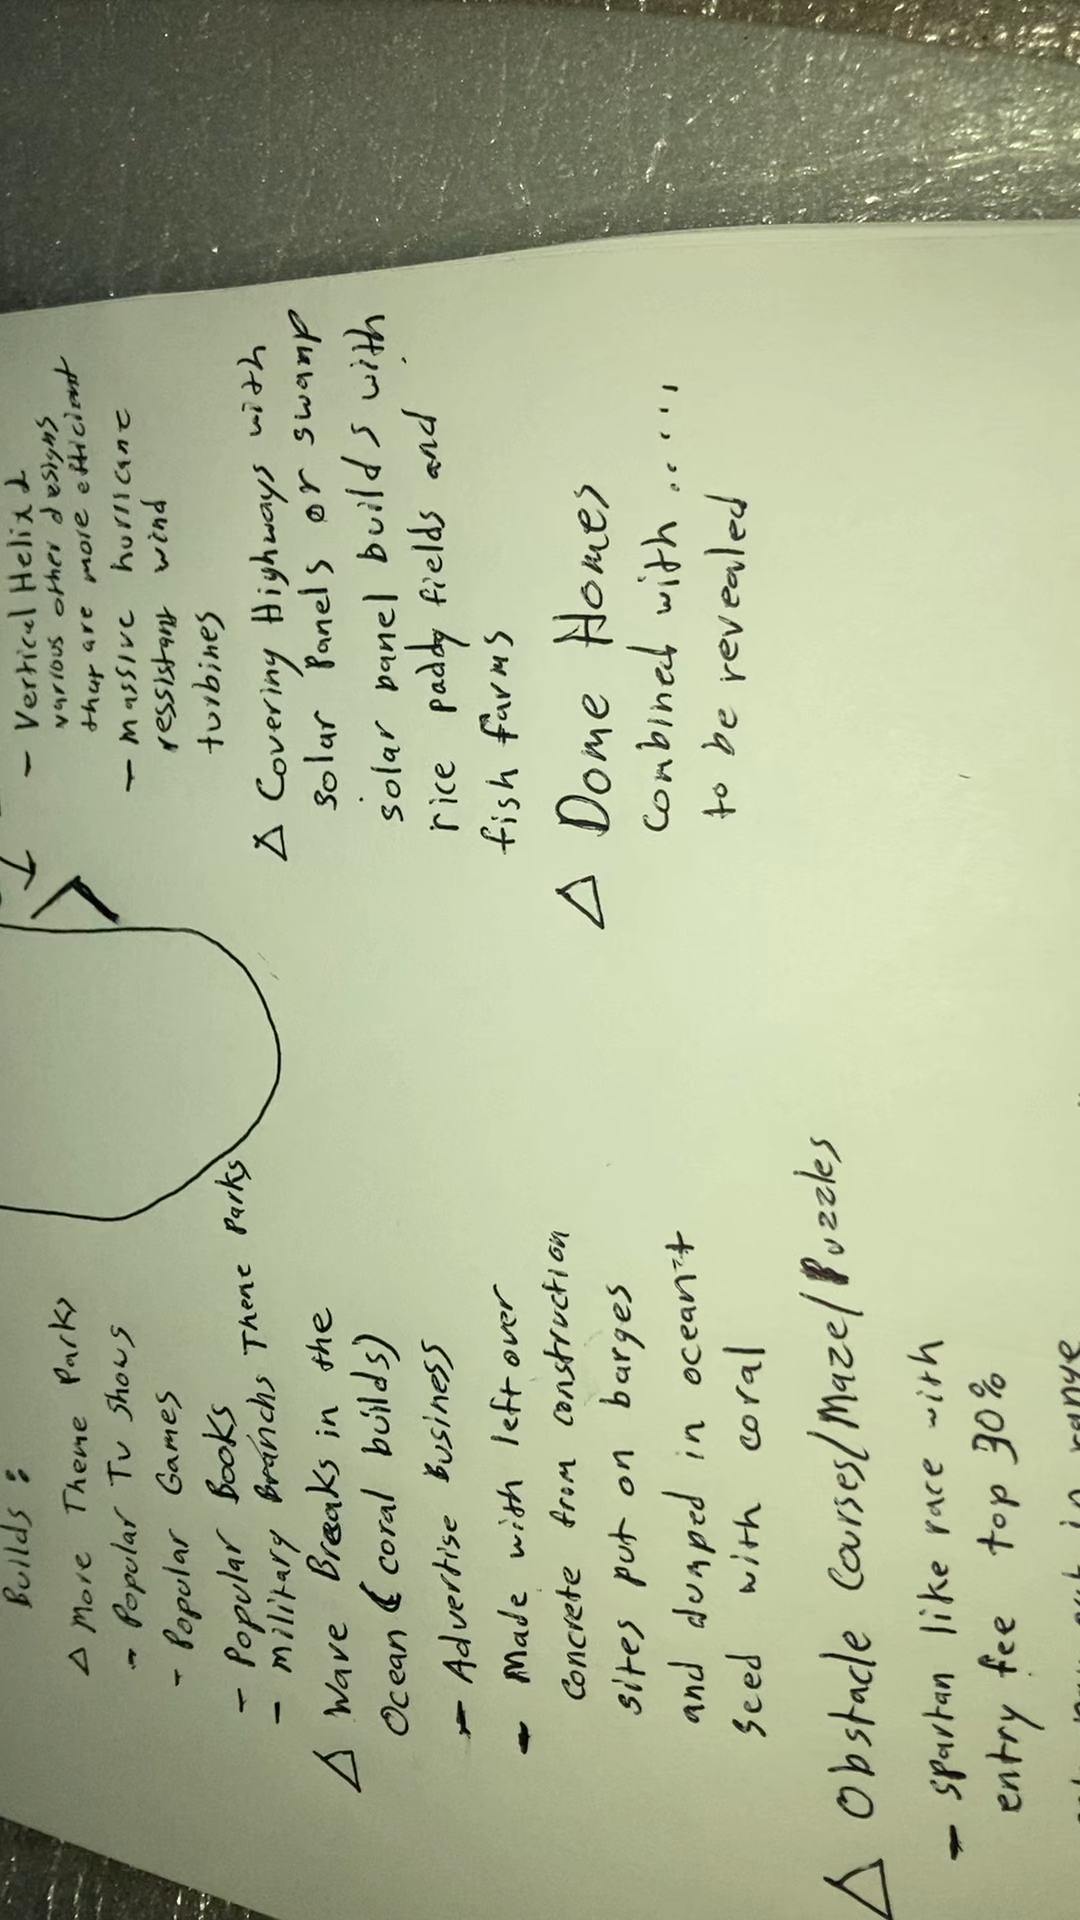 Builds:
△ More Theme Parks
- Popular TV shows
- Popular Games
- Popular Books
- Military Branchs Theme Parks
△ Wave Breaks in the
Ocean (coral builds)
- Advertise Business
- Made with left over
concrete from construction
sites put on barges
and dumped in ocean +
seed with coral
△ Obstacle Courses/Maze/Puzzles
- spartan like race with
entry fee top 30%
in range
- Vertical Helix &
various other designs
that are more efficient
- massive hurricane
ressistant wind
turbines
△ Covering Highways with
Solar Panels or swamp
solar panel builds with
rice paddy fields and
fish farms
△ Dome Homes
combined with......
to be revealed